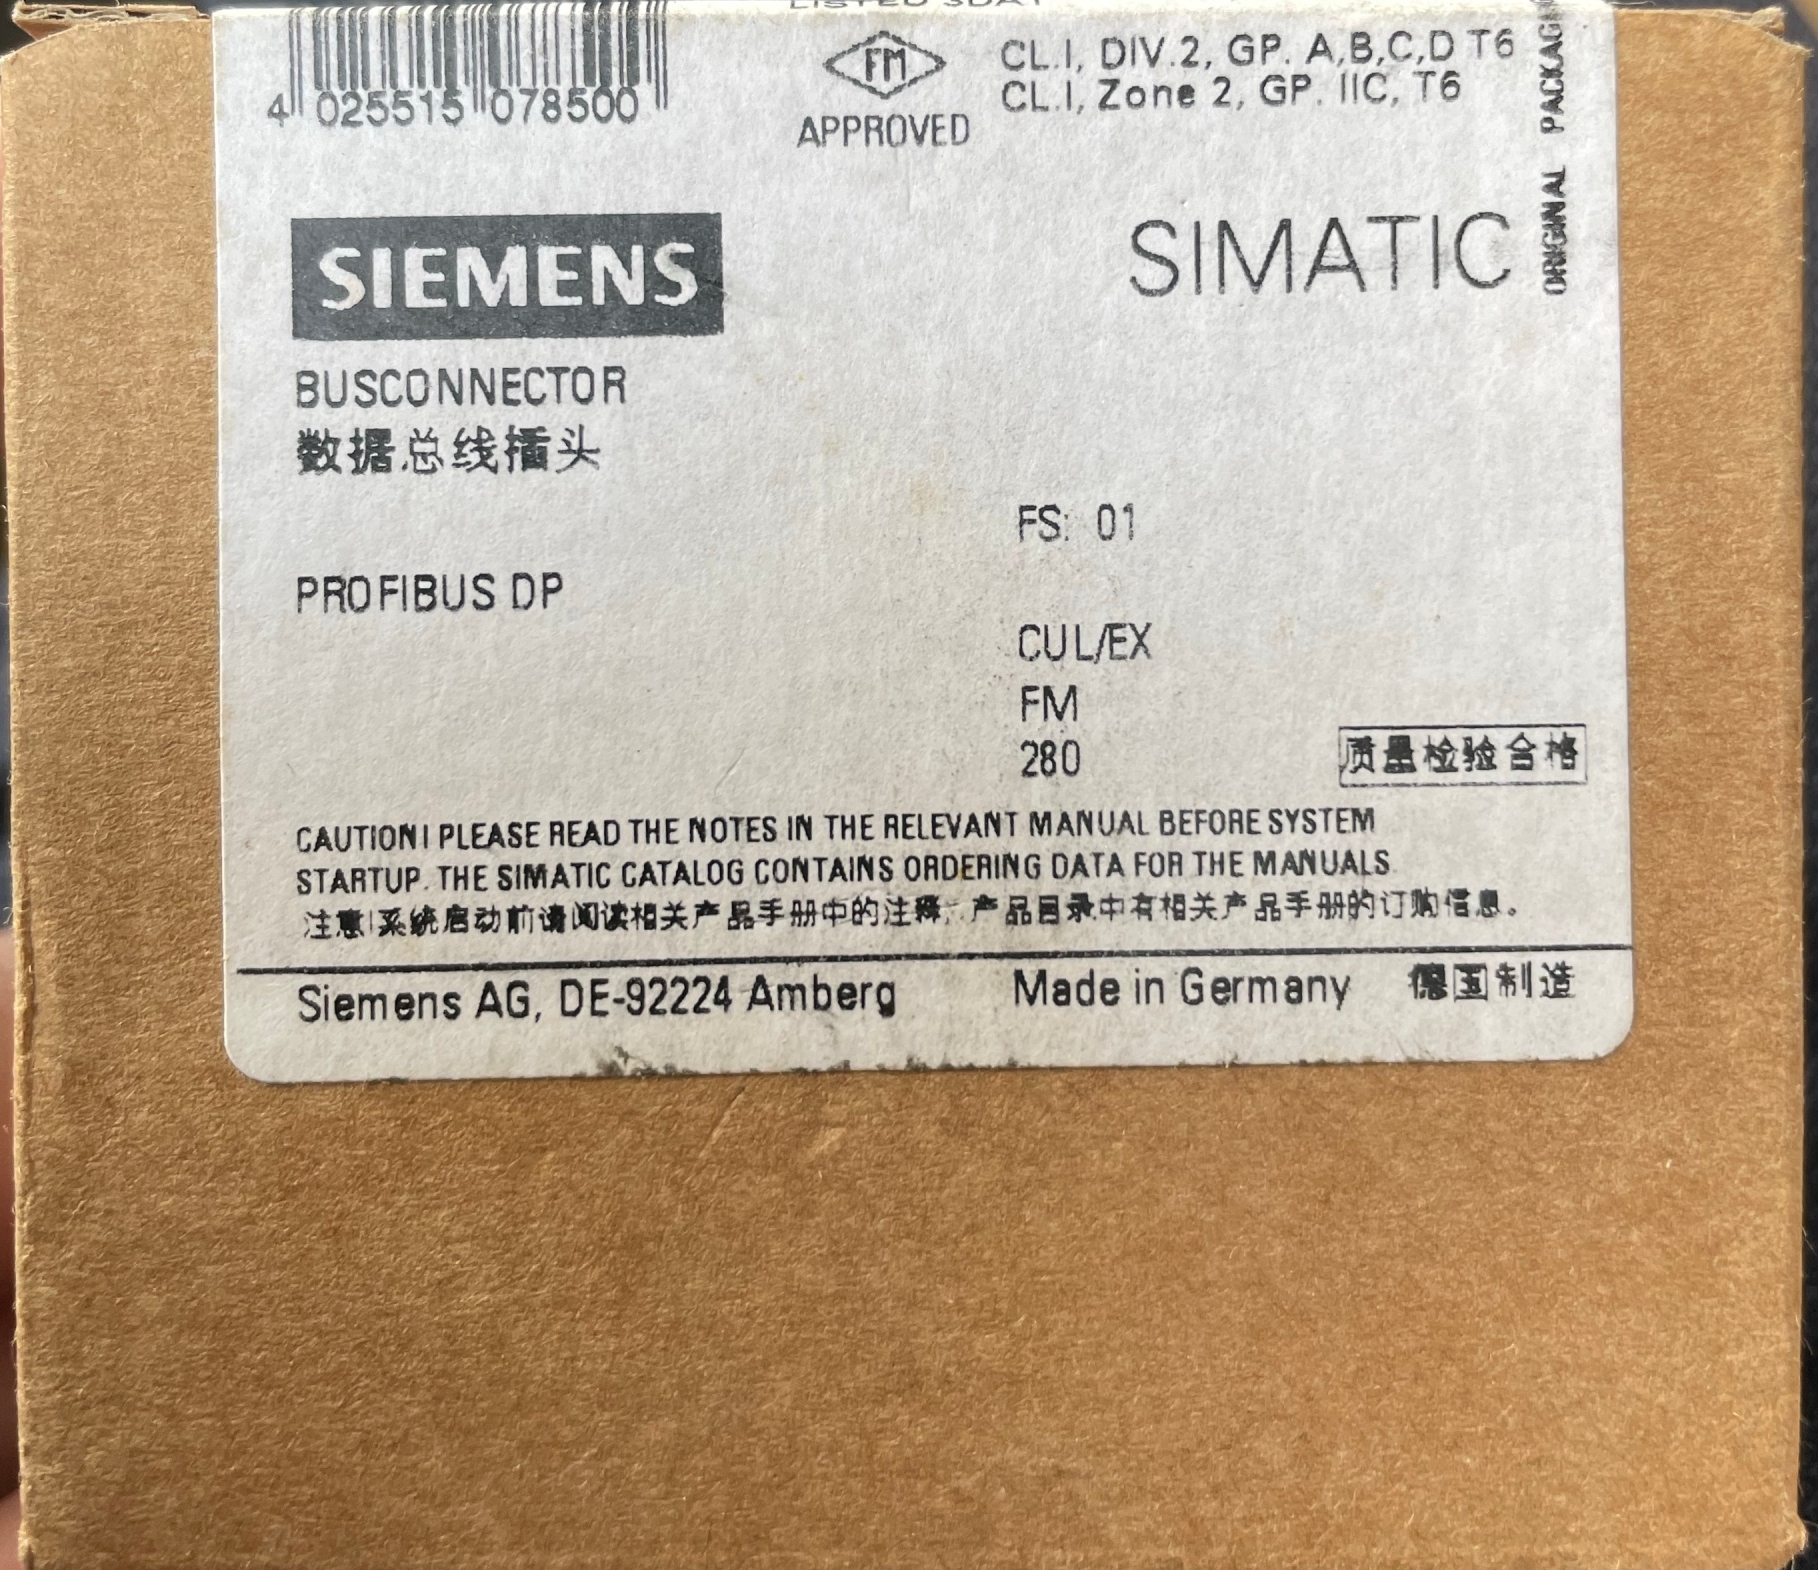 LISTED 3DA1
4 025515 078500
FM
APPROVED
CL.I, DIV.2, GP. A,B,C,D T6
CL.I, Zone 2, GP. IIC, T6
ORIGINAL PACKAG
SIEMENS
SIMATIC
BUSCONNECTOR
数据总线插头
FS: 01
PROFIBUS DP
CUL/EX
FM
280
质量检验合格
CAUTION! PLEASE READ THE NOTES IN THE RELEVANT MANUAL BEFORE SYSTEM
STARTUP. THE SIMATIC CATALOG CONTAINS ORDERING DATA FOR THE MANUALS.
注意!系统启动前请阅读相关产品手册中的注释; 产品目录中有相关产品手册的订购信息。
Siemens AG, DE-92224 Amberg
Made in Germany 德国制造